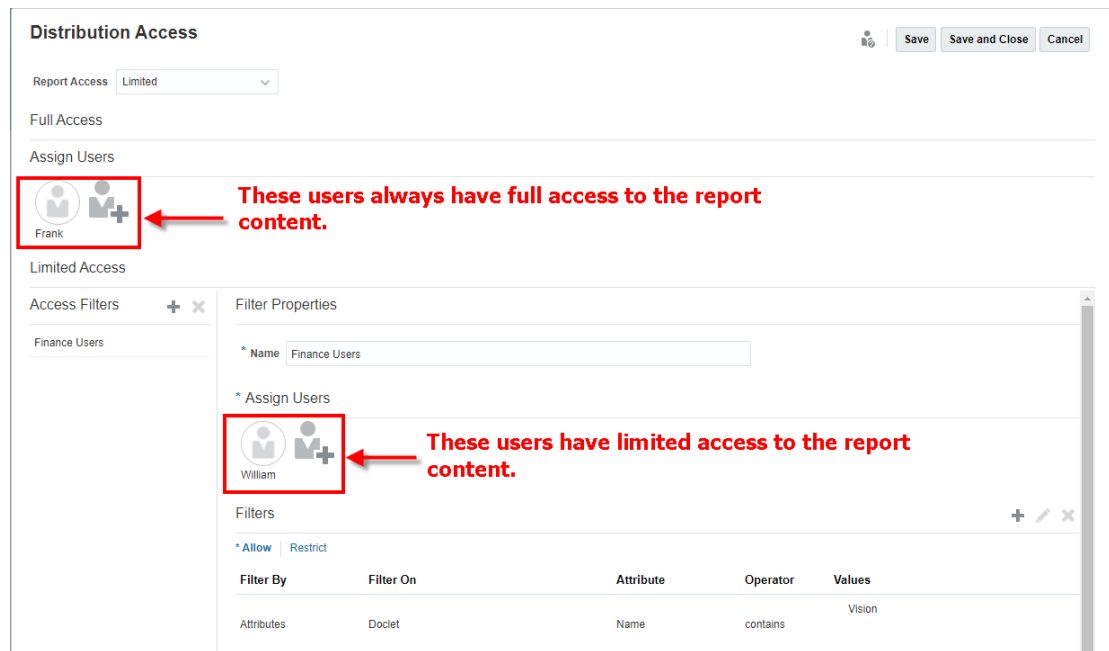 Distribution Access
Save
Save and Close
Cancel
Report Access
Limited
Full Access
Assign Users
Frank
These users always have full access to the report
content.
Limited Access
Access Filters
Finance Users
Filter Properties
* Name
Finance Users
* Assign Users
William
These users have limited access to the report
content.
Filters
* Allow
Restrict
Filter By Filter On Attribute Operator Values
Vision
Attributes Doclet Name contains